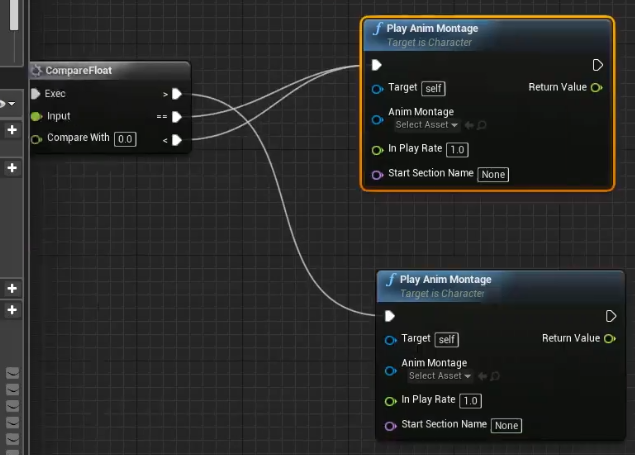 CompareFloat
Exec >
Input ==
Compare With 0.0 <
f Play Anim Montage
Target is Character
Target self Return Value
Anim Montage
Select Asset
In Play Rate 1.0
Start Section Name None
f Play Anim Montage
Target is Character
Target self Return Value
Anim Montage
Select Asset
In Play Rate 1.0
Start Section Name None